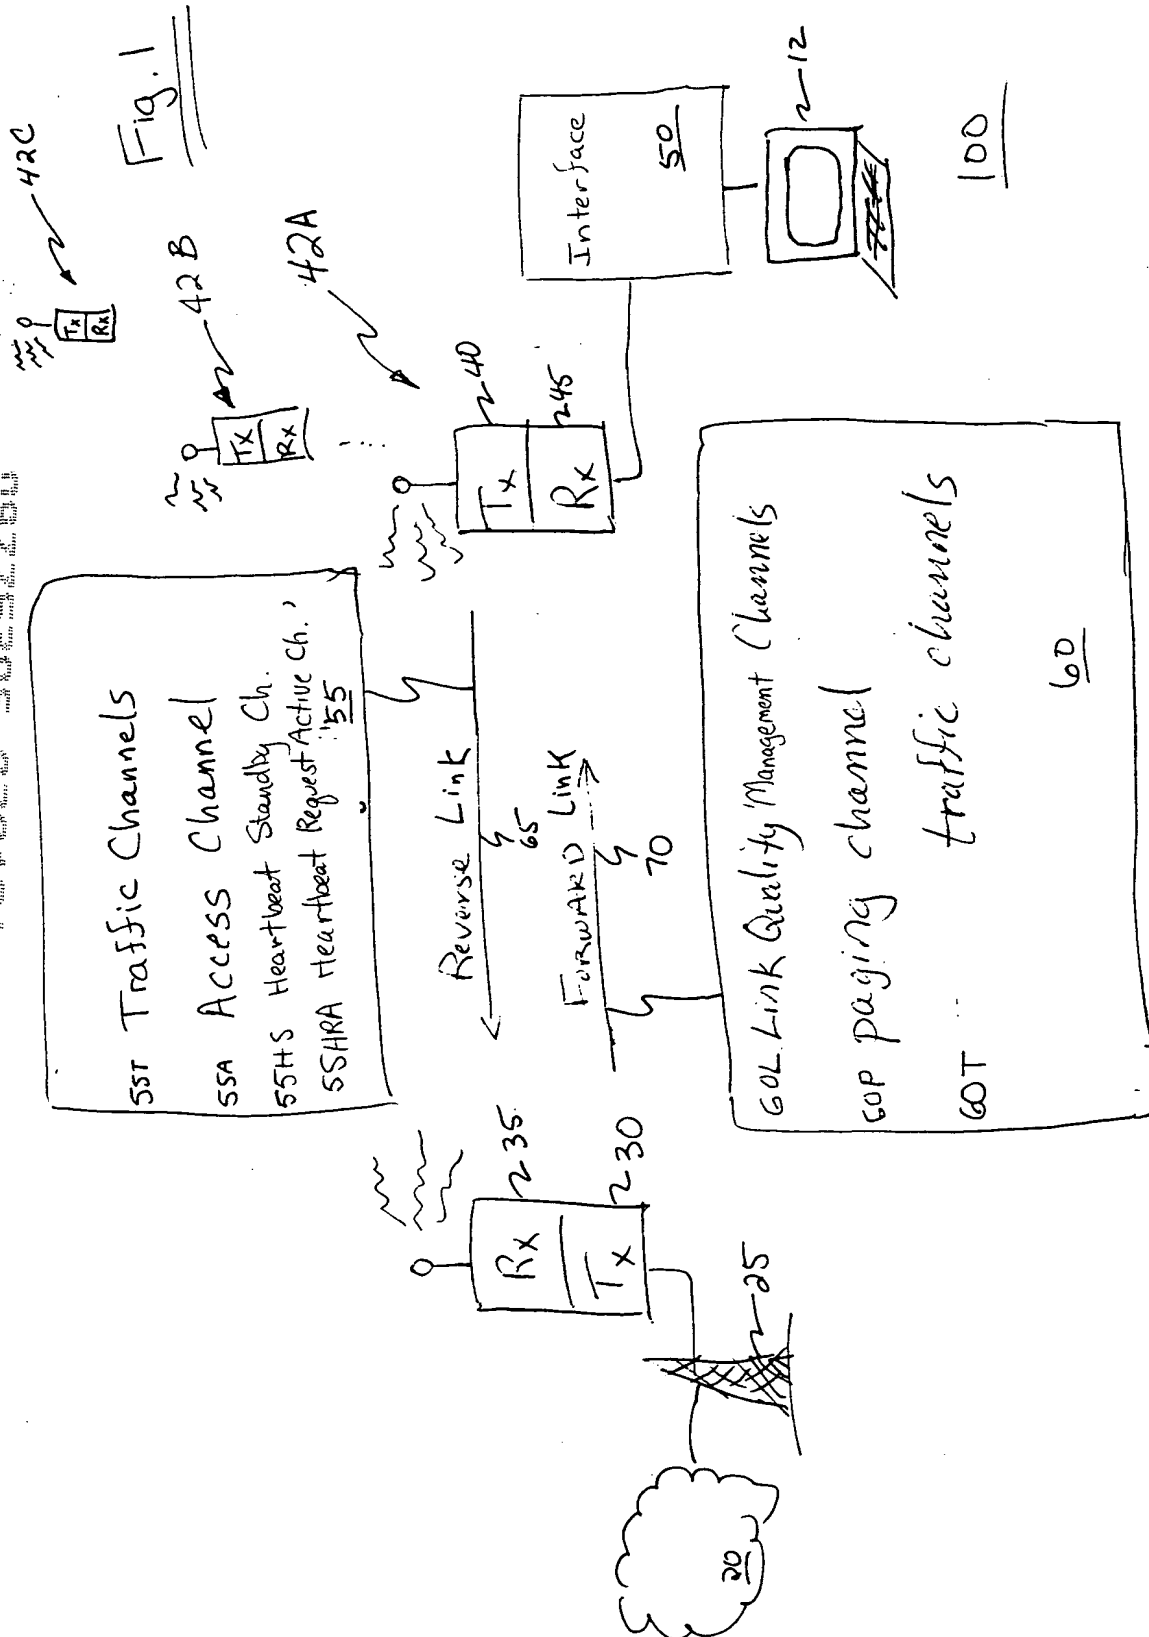 Fig. 1
42C
Tx
Rx
42B
Tx
Rx
42A
40
Tx
45
Rx
Interface
50
12
100
55T Traffic Channels
55A Access Channel
55HS Heartbeat Standby Ch.
55HRA Heartbeat Request Active Ch.
55
Reverse Link
65
FORWARD Link
70
35
Rx
30
Tx
25
20
60L Link Quality Management Channels
60P paging channel
60T ... traffic channels
60